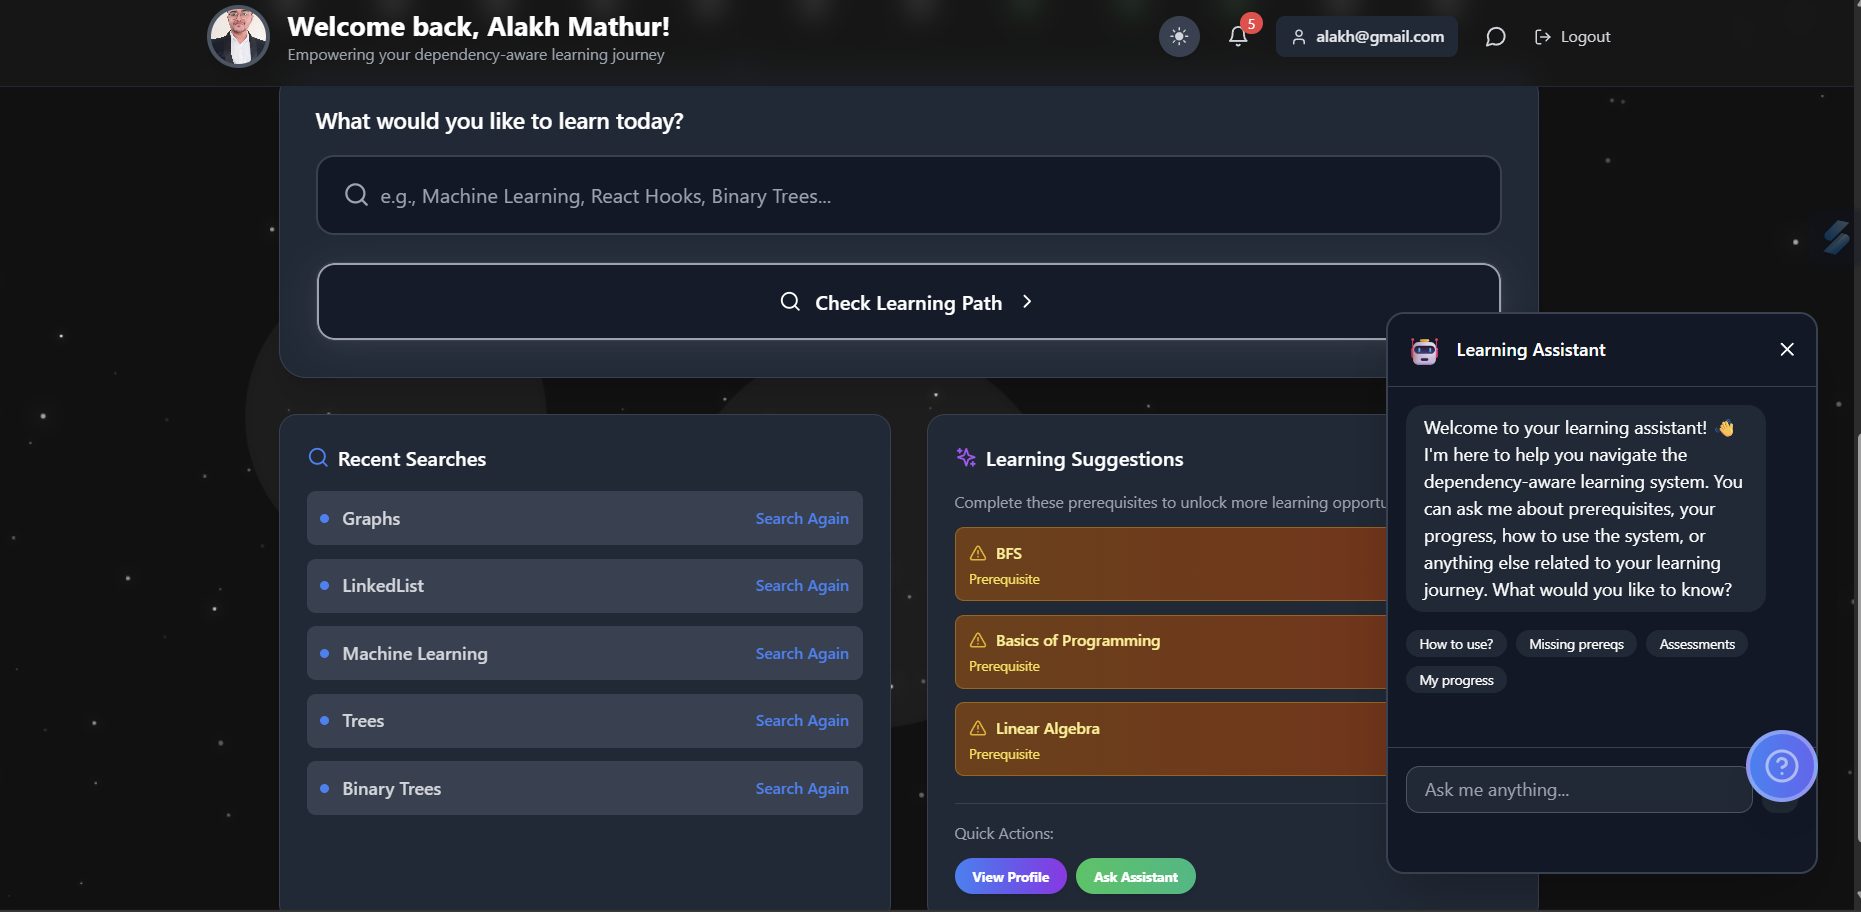 Welcome back, Alakh Mathur!
Empowering your dependency-aware learning journey
5
alakh@gmail.com
Logout
What would you like to learn today?
e.g., Machine Learning, React Hooks, Binary Trees...
Check Learning Path
Recent Searches
Graphs
Search Again
LinkedList
Search Again
Machine Learning
Search Again
Trees
Search Again
Binary Trees
Search Again
Learning Suggestions
Complete these prerequisites to unlock more learning
BFS
Prerequisite
Basics of Programming
Prerequisite
Linear Algebra
Prerequisite
Quick Actions:
View Profile
Ask Assistant
Learning Assistant
Welcome to your learning assistant! 👋
I'm here to help you navigate the
dependency-aware learning system. You
can ask me about prerequisites, your
progress, how to use the system, or
anything else related to your learning
journey. What would you like to know?
How to use?
Missing prereqs
Assessments
My progress
Ask me anything...
?